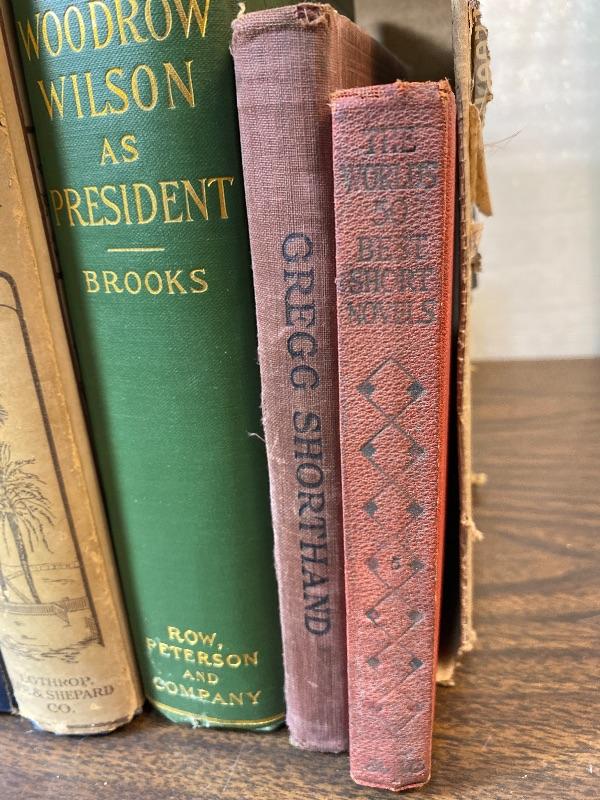 WOODROW
WILSON
AS
PRESIDENT
BROOKS
ROW,
PETERSON
AND
COMPANY
LOTHROP,
& SHEPARD
CO.
GREGG SHORTHAND
THE
WORLD'S
50
BEST
SHORT
NOVELS
5